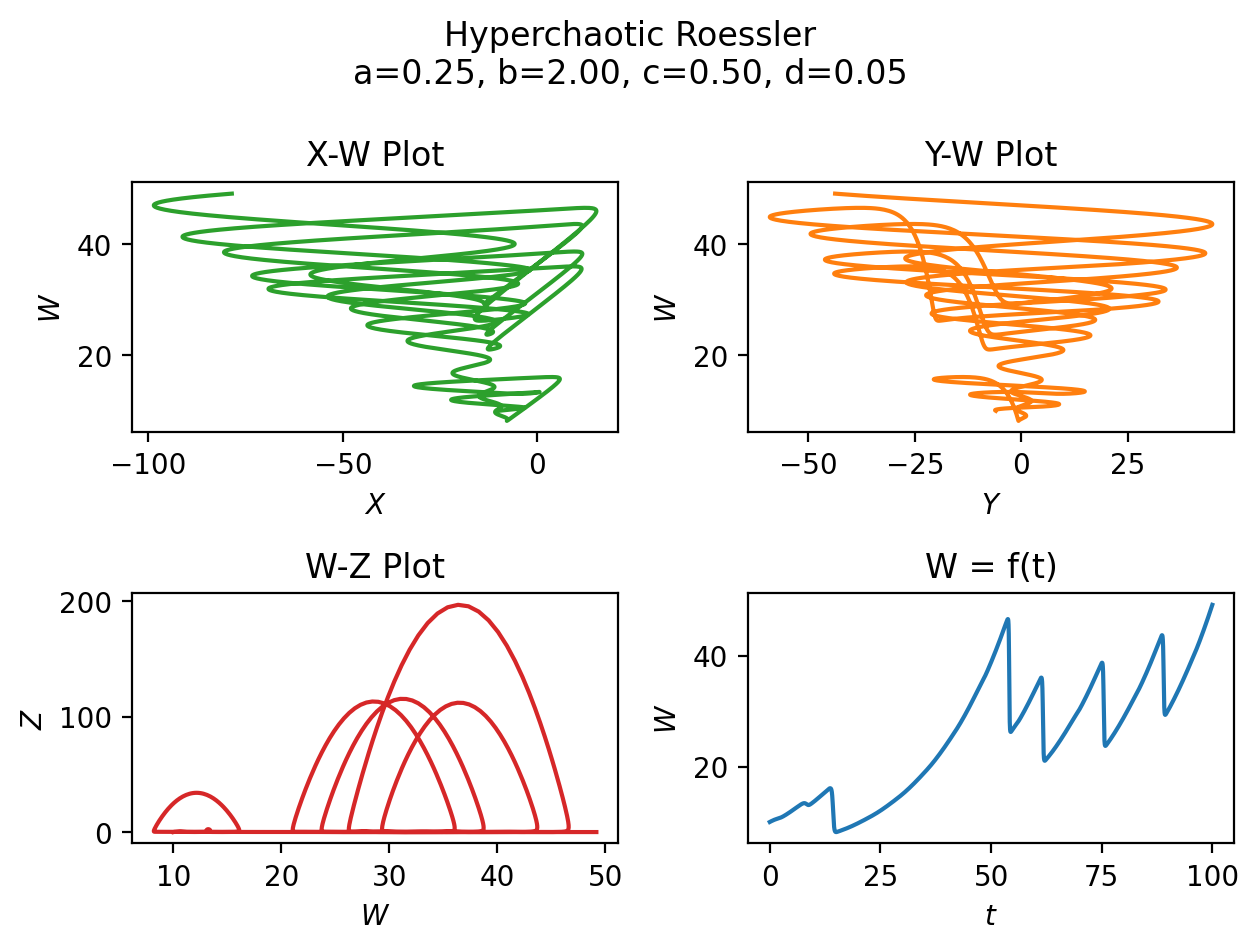 Hyperchaotic Roessler
a=0.25, b=2.00, c=0.50, d=0.05
X-W Plot
W
40
20
−100
−50
0
X
Y-W Plot
W
40
20
−50
−25
0
25
Y
W-Z Plot
Z
200
100
0
10
20
30
40
50
W
W = f(t)
W
40
20
0
25
50
75
100
t